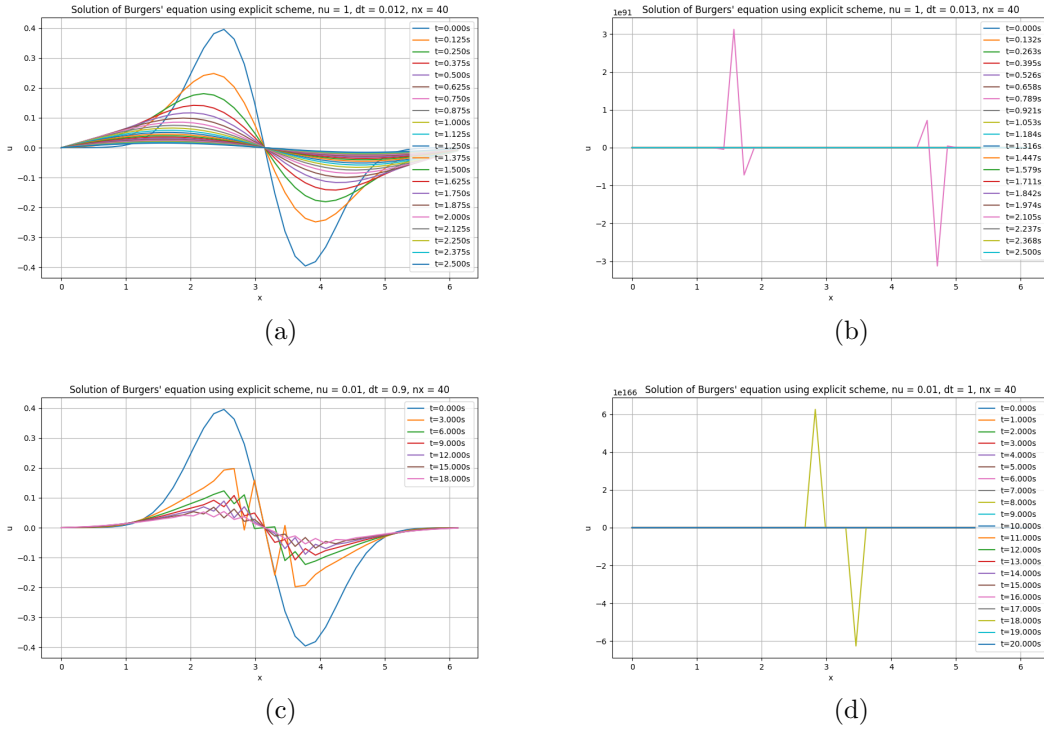 Solution of Burgers' equation using explicit scheme, nu = 1, dt = 0.012, nx = 40
0.4
0.3
0.2
0.1
0.0
−0.1
−0.2
−0.3
−0.4
u
0
1
2
3
4
5
6
x
t=0.000s
t=0.125s
t=0.250s
t=0.375s
t=0.500s
t=0.625s
t=0.750s
t=0.875s
t=1.000s
t=1.125s
t=1.250s
t=1.375s
t=1.500s
t=1.625s
t=1.750s
t=1.875s
t=2.000s
t=2.125s
t=2.250s
t=2.375s
t=2.500s
(a)
Solution of Burgers' equation using explicit scheme, nu = 1, dt = 0.013, nx = 40
1e91
3
2
1
0
−1
−2
−3
u
0
1
2
3
4
5
6
x
t=0.000s
t=0.132s
t=0.263s
t=0.395s
t=0.526s
t=0.658s
t=0.789s
t=0.921s
t=1.053s
t=1.184s
t=1.316s
t=1.447s
t=1.579s
t=1.711s
t=1.842s
t=1.974s
t=2.105s
t=2.237s
t=2.368s
t=2.500s
(b)
Solution of Burgers' equation using explicit scheme, nu = 0.01, dt = 0.9, nx = 40
0.4
0.3
0.2
0.1
0.0
−0.1
−0.2
−0.3
−0.4
u
0
1
2
3
4
5
6
x
t=0.000s
t=3.000s
t=6.000s
t=9.000s
t=12.000s
t=15.000s
t=18.000s
(c)
Solution of Burgers' equation using explicit scheme, nu = 0.01, dt = 1, nx = 40
1e166
6
4
2
0
−2
−4
−6
u
0
1
2
3
4
5
6
x
t=0.000s
t=1.000s
t=2.000s
t=3.000s
t=4.000s
t=5.000s
t=6.000s
t=7.000s
t=8.000s
t=9.000s
t=10.000s
t=11.000s
t=12.000s
t=13.000s
t=14.000s
t=15.000s
t=16.000s
t=17.000s
t=18.000s
t=19.000s
t=20.000s
(d)